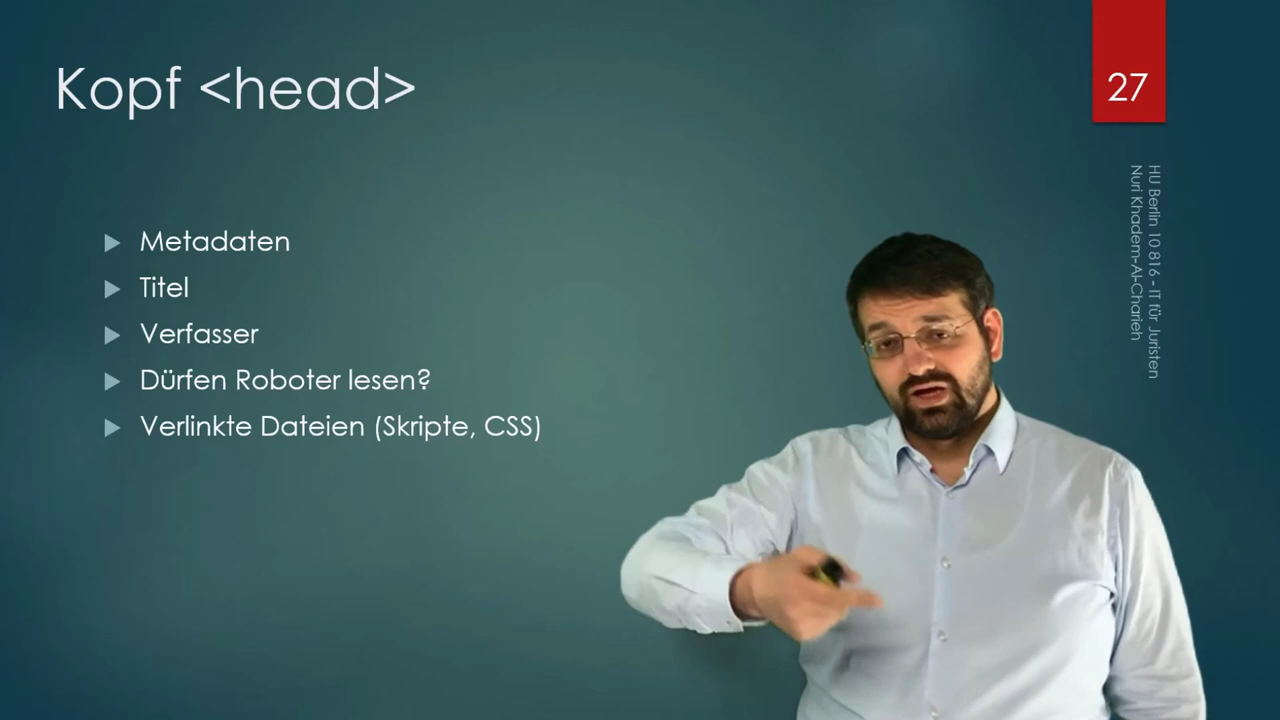 Kopf <head>
27
HU Berlin 10 816 - IT für Juristen
Nuri Khadem-Al-Charieh
Metadaten
Titel
Verfasser
Dürfen Roboter lesen?
Verlinkte Dateien (Skripte, CSS)